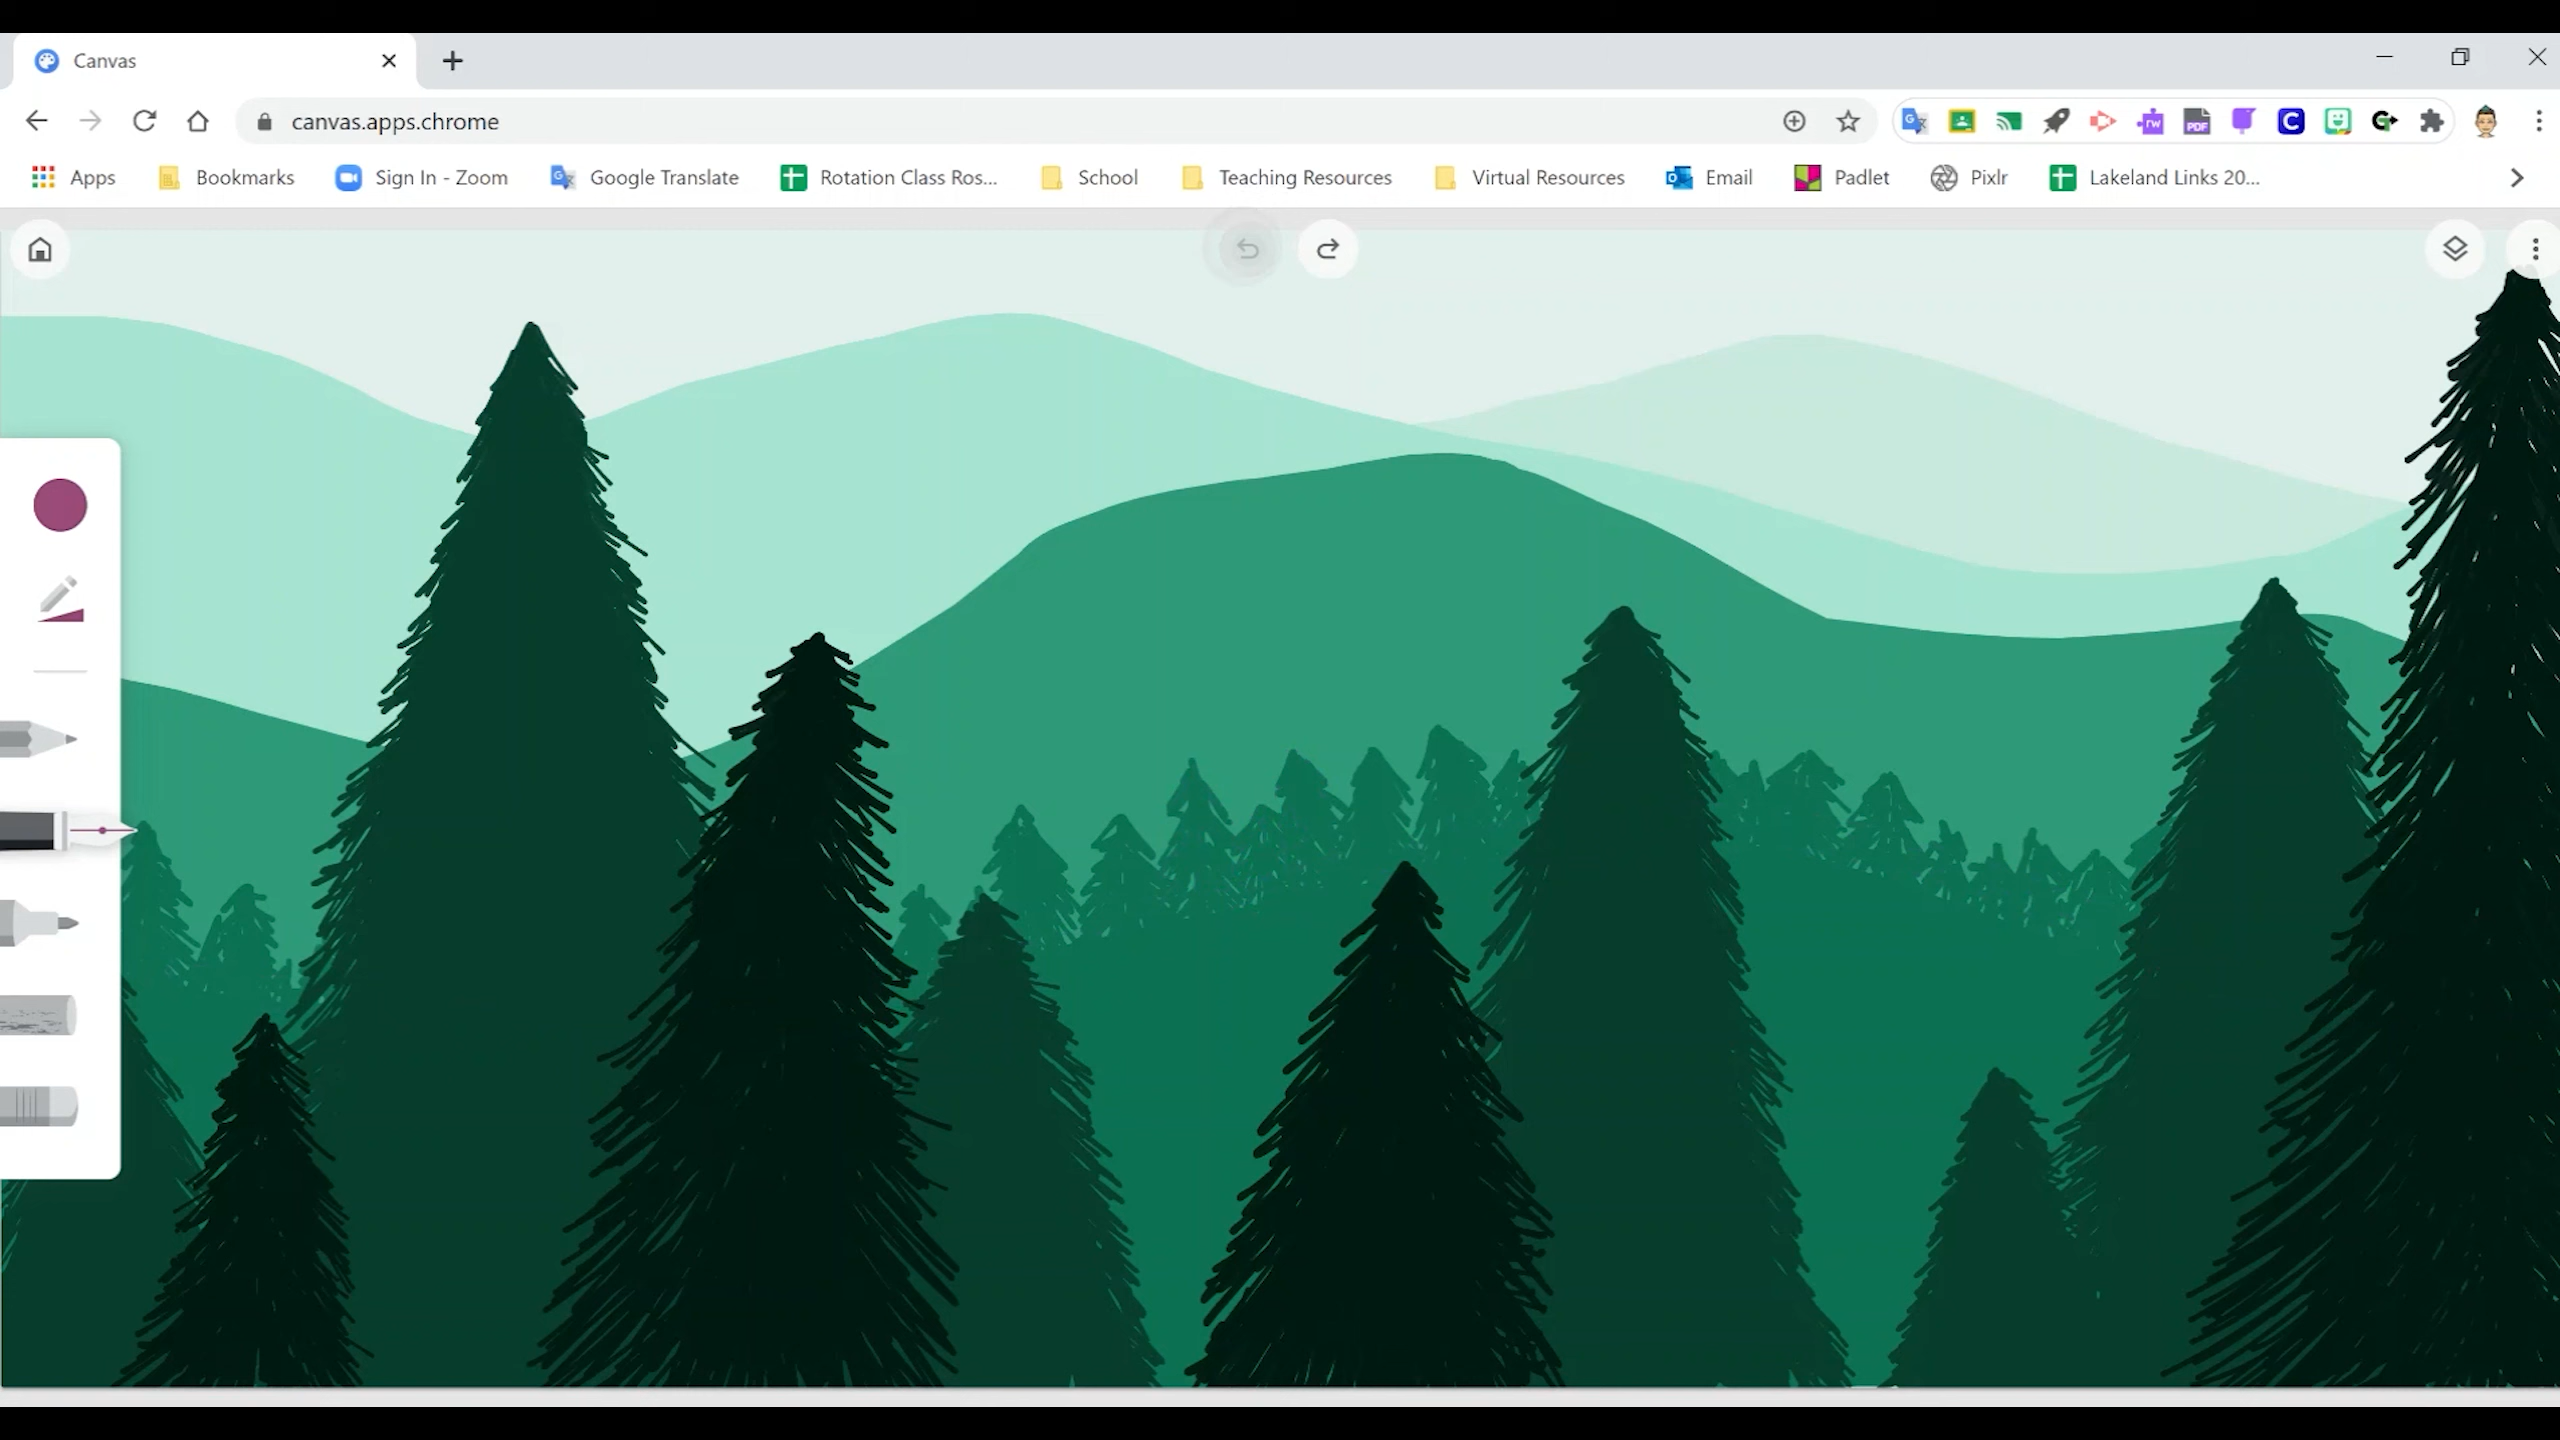 Canvas
canvas.apps.chrome
Apps Bookmarks Sign In - Zoom Google Translate Rotation Class Ros... School Teaching Resources Virtual Resources Email Padlet Pixlr Lakeland Links 20...